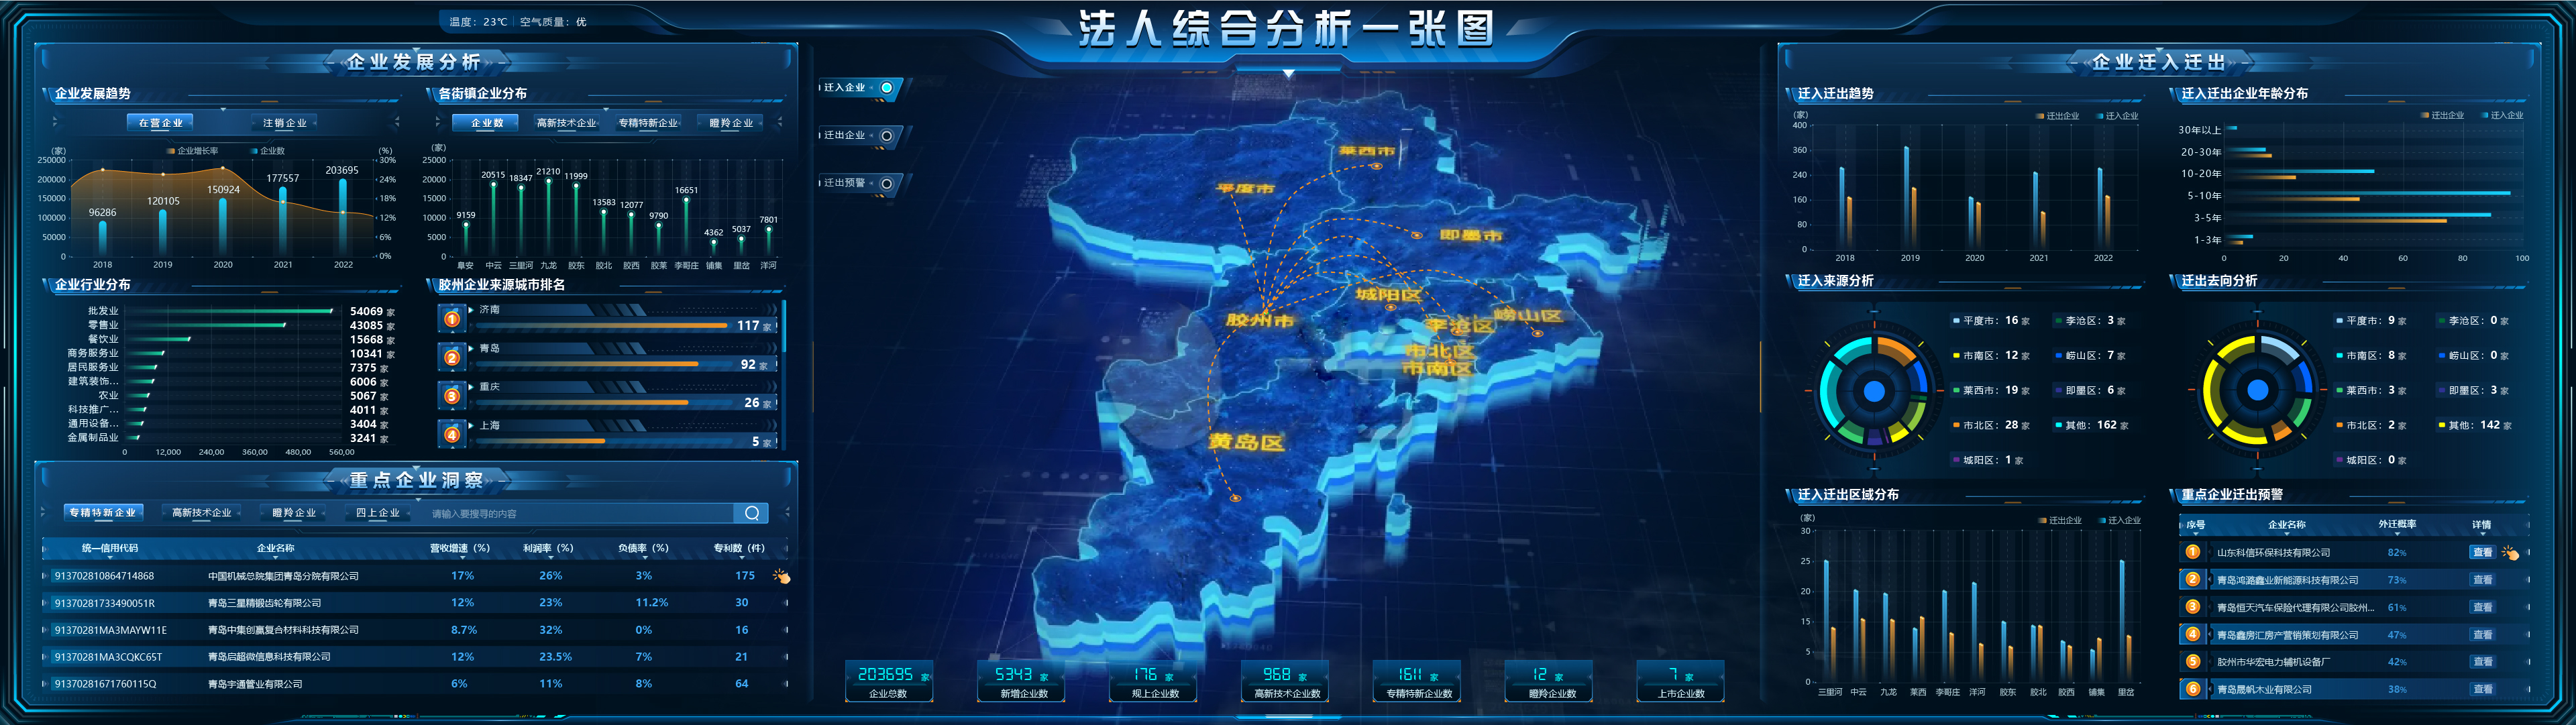 温度：23℃ 空气质量：优
法人综合分析一张图
企业发展分析
企业发展趋势
在营企业 注销企业
(家) 企业增长率 企业数 (%)
250000 200000 150000 100000 50000 0
96286 120105 150924 177557 203695
30% 24% 18% 12% 6% 0%
2018 2019 2020 2021 2022
各街镇企业分布
企业数 高新技术企业 专精特新企业 瞪羚企业
(家)
25000 20000 15000 10000 5000 0
9159 20515 18347 21210 11999 13583 12077 9790 16651 4362 5037 7801
阜安 中云 三里河 九龙 胶东 胶北 胶西 胶莱 李哥庄 铺集 里岔 洋河
企业行业分布
批发业 54069 家
零售业 43085 家
餐饮业 15668 家
商务服务业 10341 家
居民服务业 7375 家
建筑装饰... 6006 家
农业 5067 家
科技推广... 4011 家
通用设备... 3404 家
金属制品业 3241 家
0 12,000 240,00 360,00 480,00 560,00
胶州企业来源城市排名
1 济南 117 家
2 青岛 92 家
3 重庆 26 家
4 上海 5 家
重点企业洞察
专精特新企业 高新技术企业 瞪羚企业 四上企业 请输入要搜寻的内容
统一信用代码 企业名称 营收增速（%） 利润率（%） 负债率（%） 专利数（件）
913702810864714868 中国机械总院集团青岛分院有限公司 17% 26% 3% 175
91370281733490051R 青岛三星精锻齿轮有限公司 12% 23% 11.2% 30
91370281MA3MAYW11E 青岛中集创赢复合材料科技有限公司 8.7% 32% 0% 16
91370281MA3CQKC65T 青岛启超微信息科技有限公司 12% 23.5% 7% 21
91370281671760115Q 青岛宇通管业有限公司 6% 11% 8% 64
迁入企业
迁出企业
迁出预警
莱西市
平度市
即墨市
城阳区
胶州市
崂山区
李沧区
市北区
市南区
黄岛区
203695 家 企业总数
5343 家 新增企业数
176 家 规上企业数
968 家 高新技术企业数
1611 家 专精特新企业数
12 家 瞪羚企业数
7 家 上市企业数
企业迁入迁出
迁入迁出趋势
(家) 迁出企业 迁入企业
400 360 240 160 80 0
2018 2019 2020 2021 2022
迁入迁出企业年龄分布
迁出企业 迁入企业
30年以上
20-30年
10-20年
5-10年
3-5年
1-3年
0 20 40 60 80 100
迁入来源分析
平度市：16 家 李沧区：3 家
市南区：12 家 崂山区：7 家
莱西市：19 家 即墨区：6 家
市北区：28 家 其他：162 家
城阳区：1 家
迁出去向分析
平度市：9 家 李沧区：0 家
市南区：8 家 崂山区：0 家
莱西市：3 家 即墨区：3 家
市北区：2 家 其他：142 家
城阳区：0 家
迁入迁出区域分布
(家) 迁出企业 迁入企业
30 25 20 15 5 0
三里河 中云 九龙 莱西 李哥庄 洋河 胶东 胶北 胶西 铺集 里岔
重点企业迁出预警
序号 企业名称 外迁概率 详情
1 山东科信环保科技有限公司 82% 查看
2 青岛鸿潞鑫业新能源科技有限公司 73% 查看
3 青岛恒天汽车保险代理有限公司胶州... 61% 查看
4 青岛鑫房汇房产营销策划有限公司 47% 查看
5 胶州市华宏电力辅机设备厂 42% 查看
6 青岛晟帆木业有限公司 38% 查看